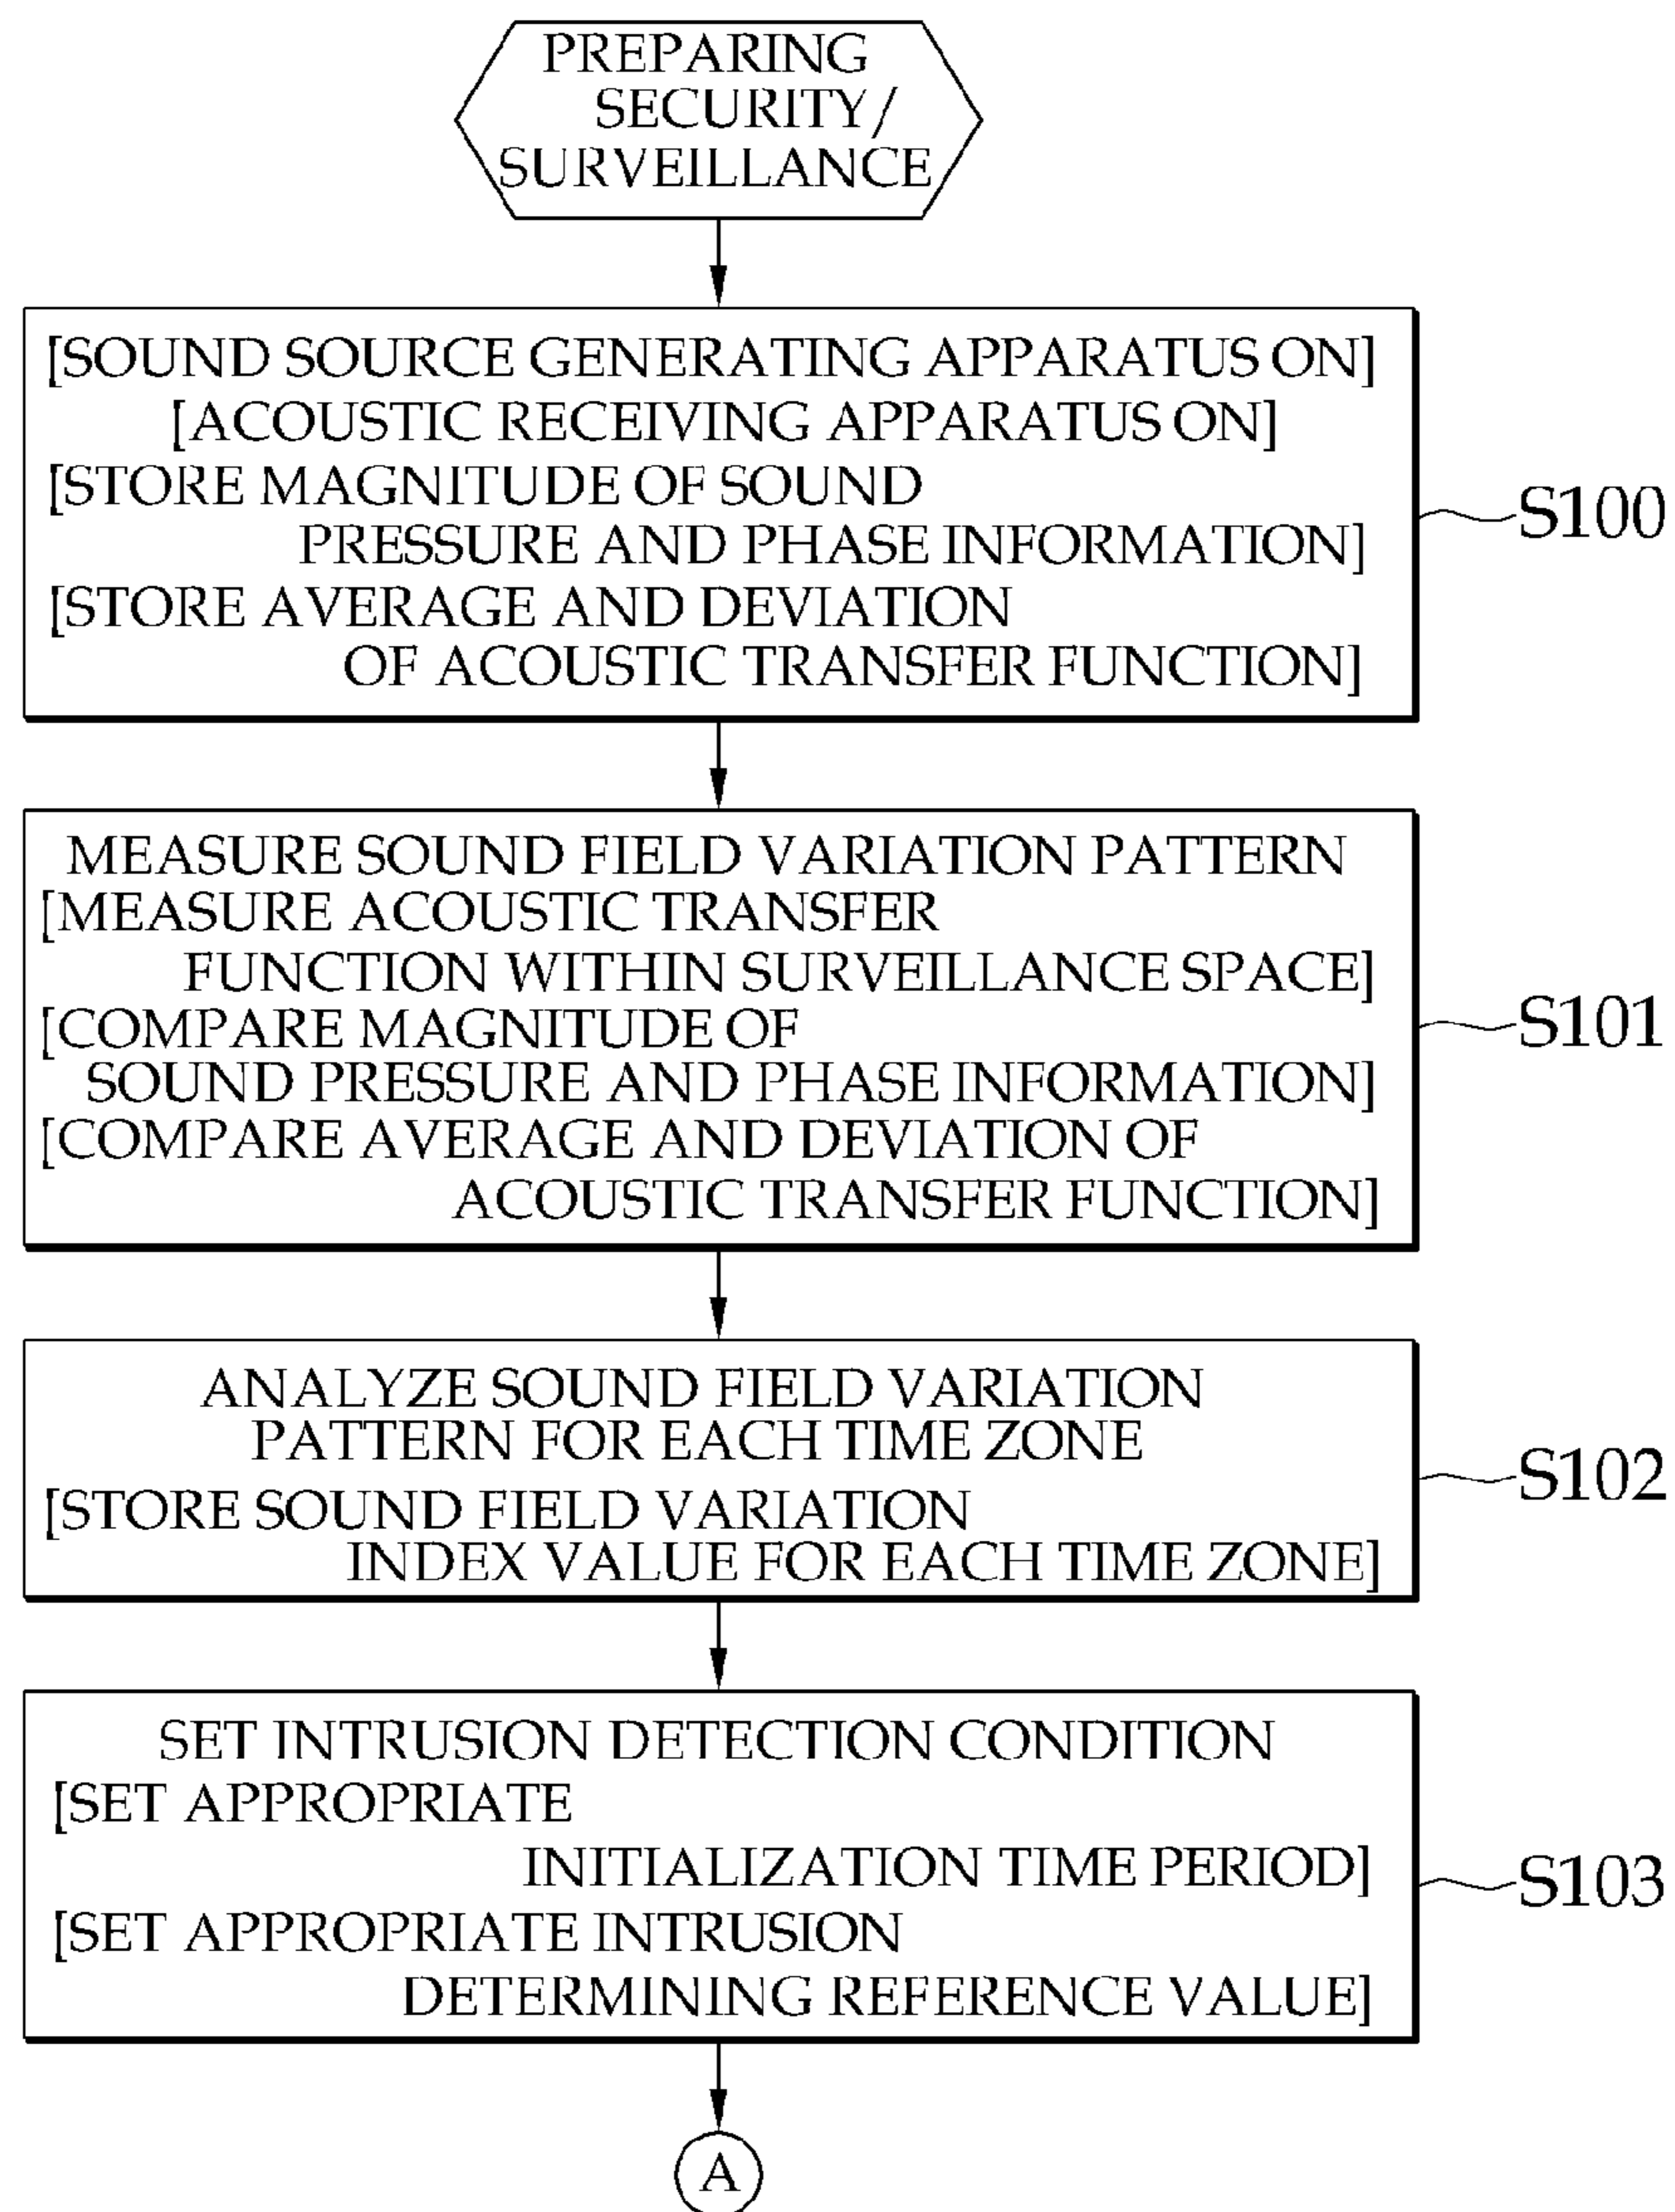 PREPARING
SECURITY/
SURVEILLANCE
[SOUND SOURCE GENERATING APPARATUS ON]
[ACOUSTIC RECEIVING APPARATUS ON]
[STORE MAGNITUDE OF SOUND
PRESSURE AND PHASE INFORMATION]
[STORE AVERAGE AND DEVIATION
OF ACOUSTIC TRANSFER FUNCTION]
S100
MEASURE SOUND FIELD VARIATION PATTERN
[MEASURE ACOUSTIC TRANSFER
FUNCTION WITHIN SURVEILLANCE SPACE]
[COMPARE MAGNITUDE OF
SOUND PRESSURE AND PHASE INFORMATION]
[COMPARE AVERAGE AND DEVIATION OF
ACOUSTIC TRANSFER FUNCTION]
S101
ANALYZE SOUND FIELD VARIATION
PATTERN FOR EACH TIME ZONE
[STORE SOUND FIELD VARIATION
INDEX VALUE FOR EACH TIME ZONE]
S102
SET INTRUSION DETECTION CONDITION
[SET APPROPRIATE
INITIALIZATION TIME PERIOD]
[SET APPROPRIATE INTRUSION
DETERMINING REFERENCE VALUE]
S103
A